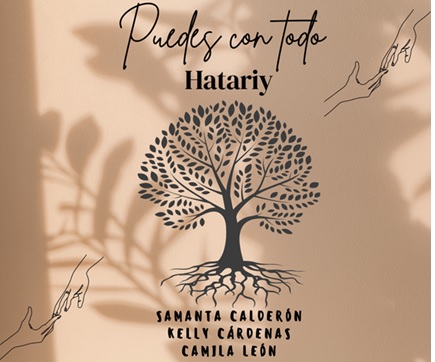 Puedes con todo
Hatariy
SAMANTA CALDERÓN
KELLY CÁRDENAS
CAMILA LEÓN